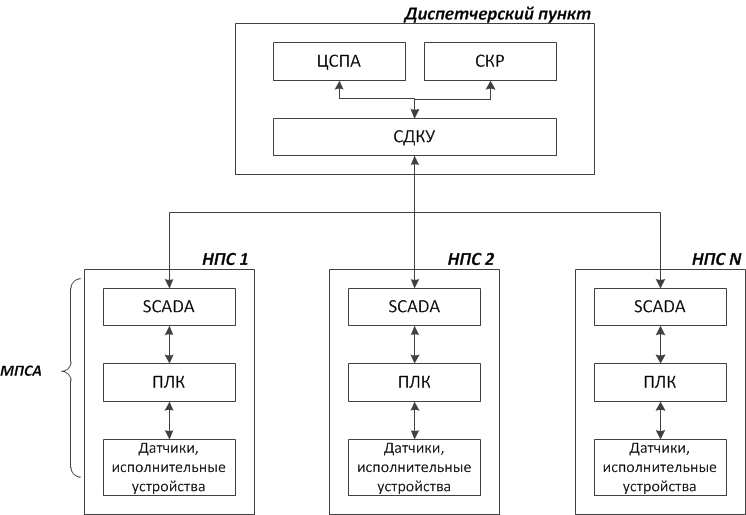 Диспетчерский пункт
ЦСПА
СКР
СДКУ
НПС 1
НПС 2
НПС N
SCADA
SCADA
SCADA
МПСА
ПЛК
ПЛК
ПЛК
Датчики,
исполнительные
устройства
Датчики,
исполнительные
устройства
Датчики,
исполнительные
устройства